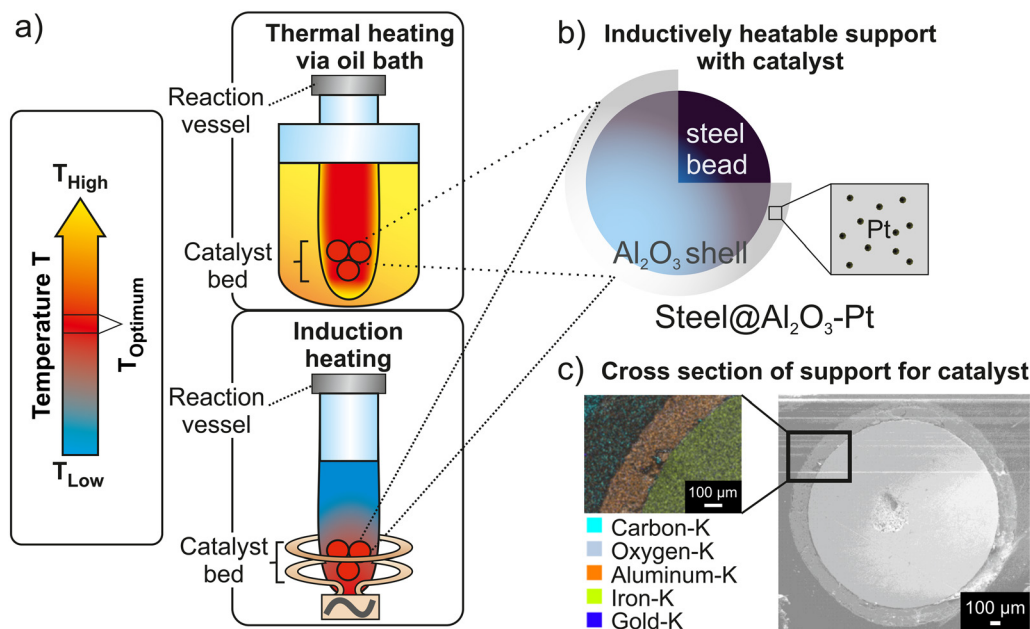 a)
Thermal heating
via oil bath
Reaction
vessel
Catalyst
bed
T_High
Temperature T
T_Optimum
T_Low
Induction
heating
Reaction
vessel
Catalyst
bed
b)
Inductively heatable support
with catalyst
steel
bead
Al₂O₃ shell
Pt
Steel@Al₂O₃-Pt
c)
Cross section of support for catalyst
100 µm
Carbon-K
Oxygen-K
Aluminum-K
Iron-K
Gold-K
100 µm